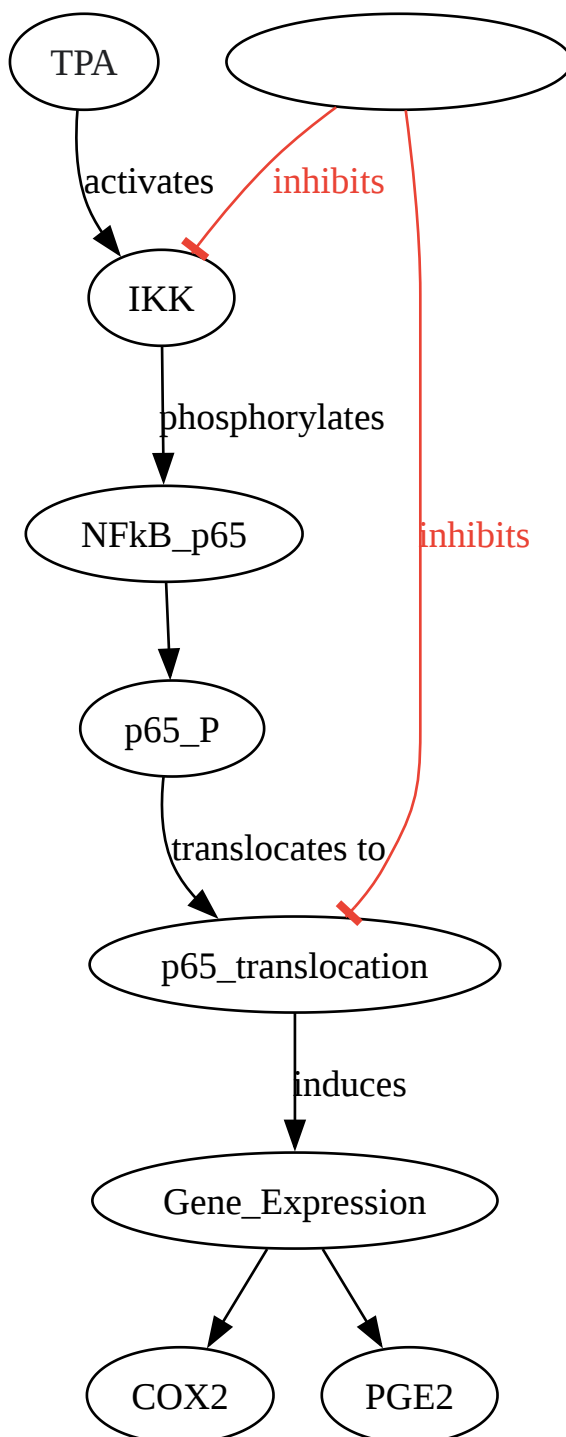 TPA
activates
inhibits
IKK
phosphorylates
NFkB_p65
inhibits
p65_P
translocates to
p65_translocation
induces
Gene_Expression
COX2
PGE2